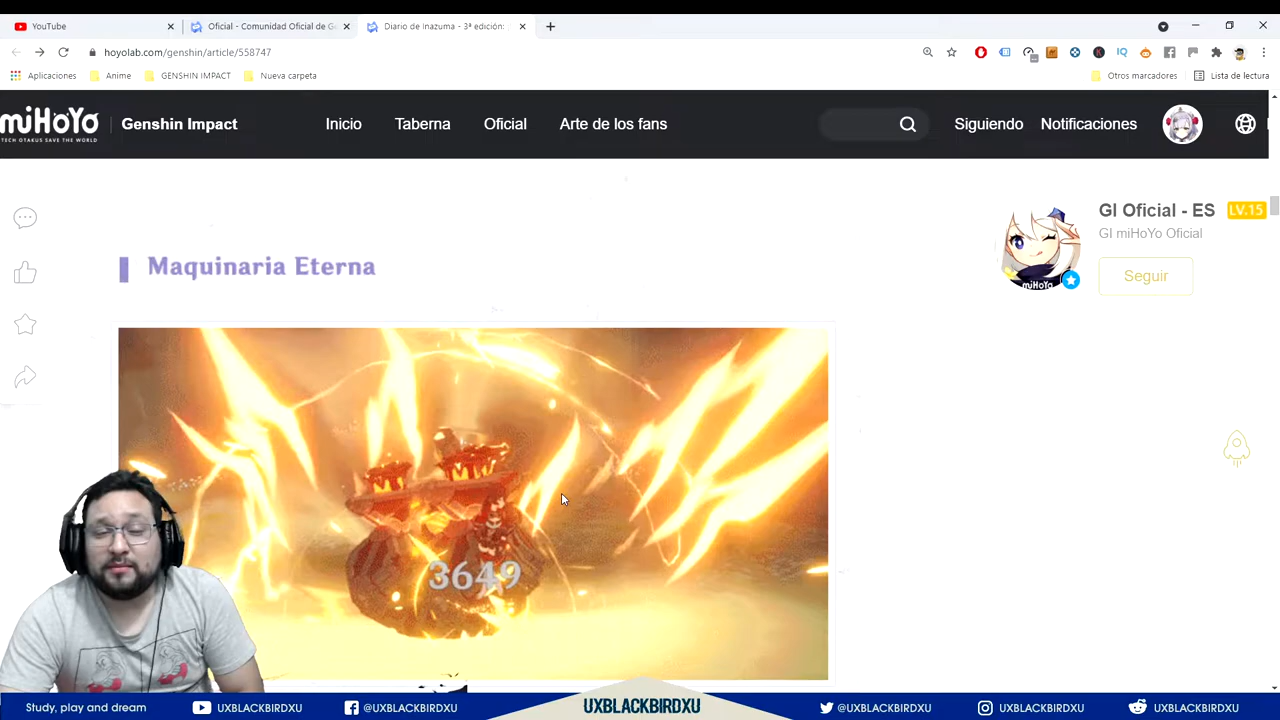 YouTube
Oficial - Comunidad Oficial de Ge
Diario de Inazuma - 3ª edición:
hoyolab.com/genshin/article/558747
IQ
Aplicaciones
Anime
GENSHIN IMPACT
Nueva carpeta
Otros marcadores
Lista de lectura
miHoYo
TECH OTAKUS SAVE THE WORLD
Genshin Impact
Inicio
Taberna
Oficial
Arte de los fans
Siguiendo
Notificaciones
GI Oficial - ES
LV.15
GI miHoYo Oficial
miHoYo
Seguir
Maquinaria Eterna
3649
Study, play and dream
UXBLACKBIRDXU
@UXBLACKBIRDXU
UXBLACKBIRDXU
@UXBLACKBIRDXU
UXBLACKBIRDXU
UXBLACKBIRDXU